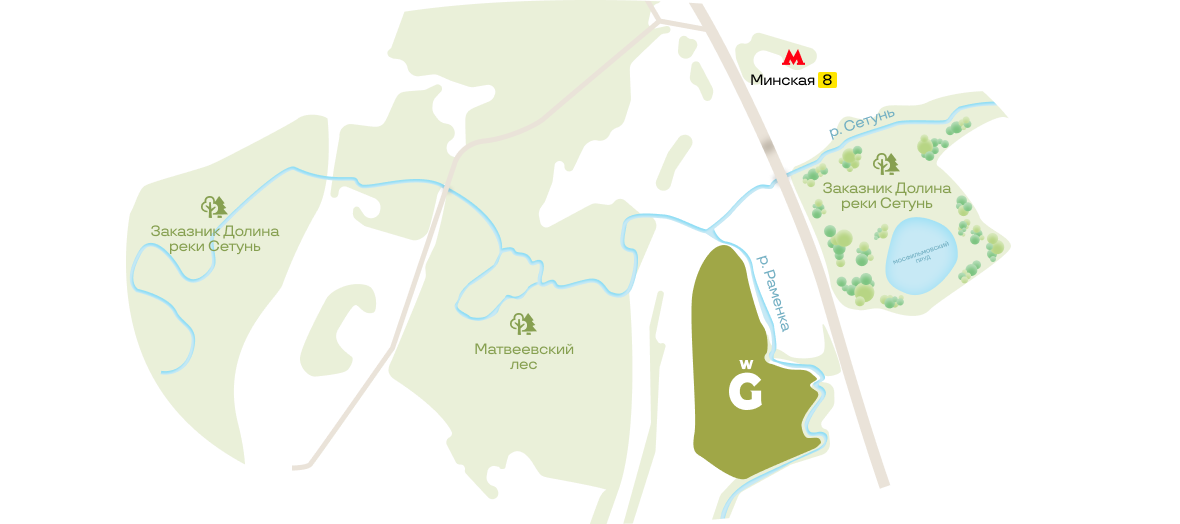 Минская 8
р. Сетунь
Заказник Долина
реки Сетунь
Заказник Долина
реки Сетунь
МОСФИЛЬМОВСКИЙ
ПРУД
р. Раменка
Матвеевский
лес
W
G